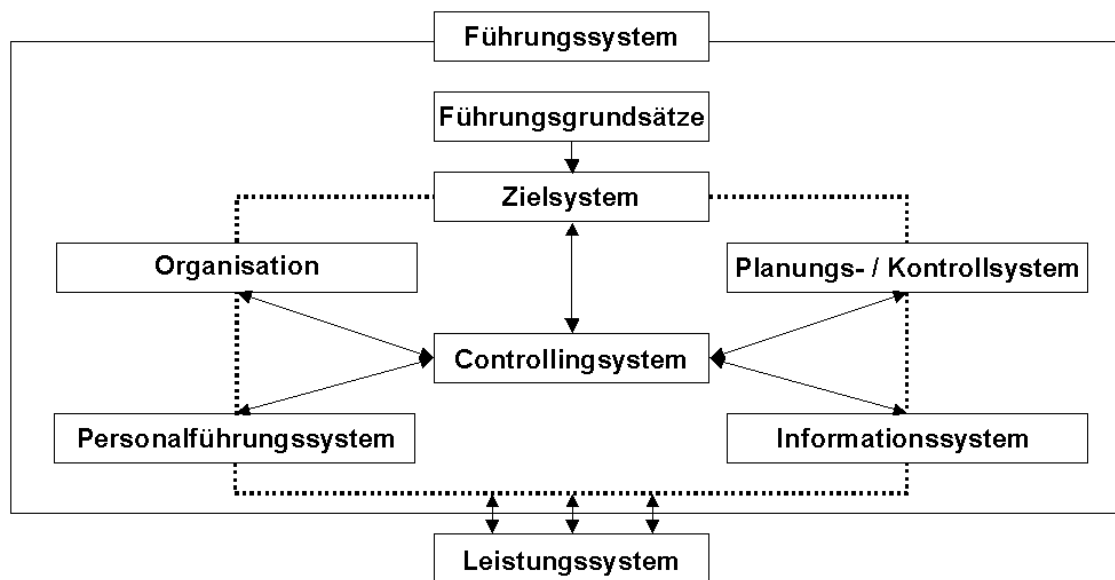 Führungssystem
Führungsgrundsätze
Zielsystem
Organisation
Planungs- / Kontrollsystem
Controllingsystem
Personalführungssystem
Informationssystem
Leistungssystem